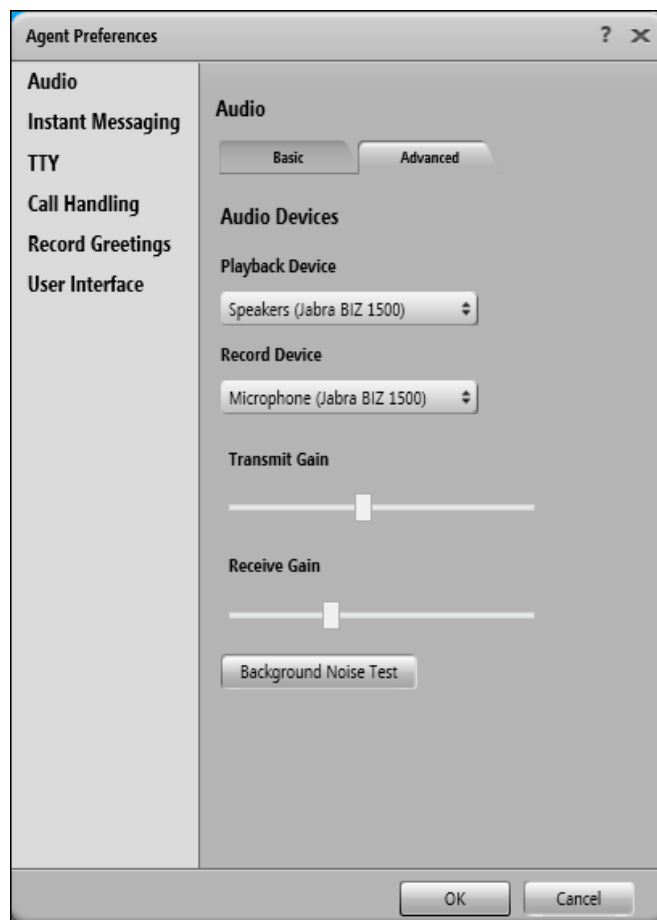 Agent Preferences ?
Audio
Instant Messaging
TTY
Call Handling
Record Greetings
User Interface
Audio
Basic Advanced
Audio Devices
Playback Device
Speakers (Jabra BIZ 1500)
Record Device
Microphone (Jabra BIZ 1500)
Transmit Gain
Receive Gain
Background Noise Test
OK Cancel